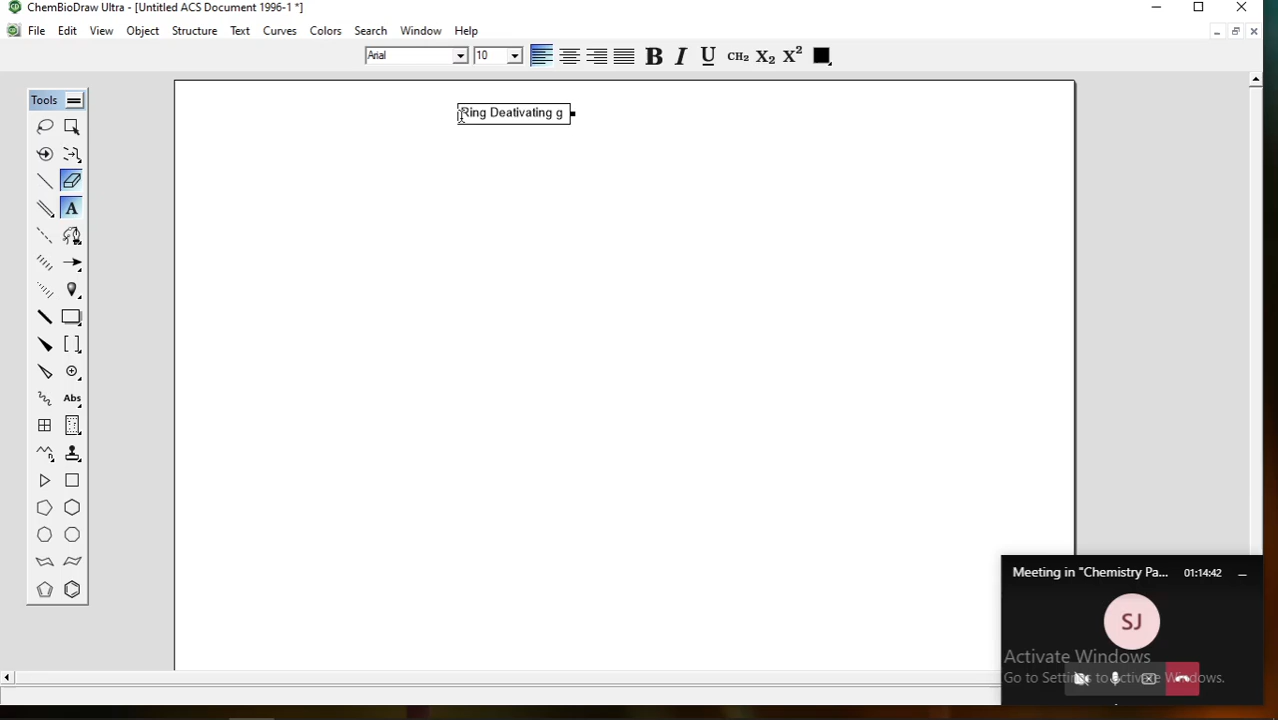 ChemBioDraw Ultra - [Untitled ACS Document 1996-1 *]
File Edit View Object Structure Text Curves Colors Search Window Help
Arial 10 B I U CH2 X2 X2
Tools
Ring Deativating g
A
Abs
Meeting in "Chemistry Pa... 01:14:42
SJ
Activate Windows
Go to Settings to activate Windows.